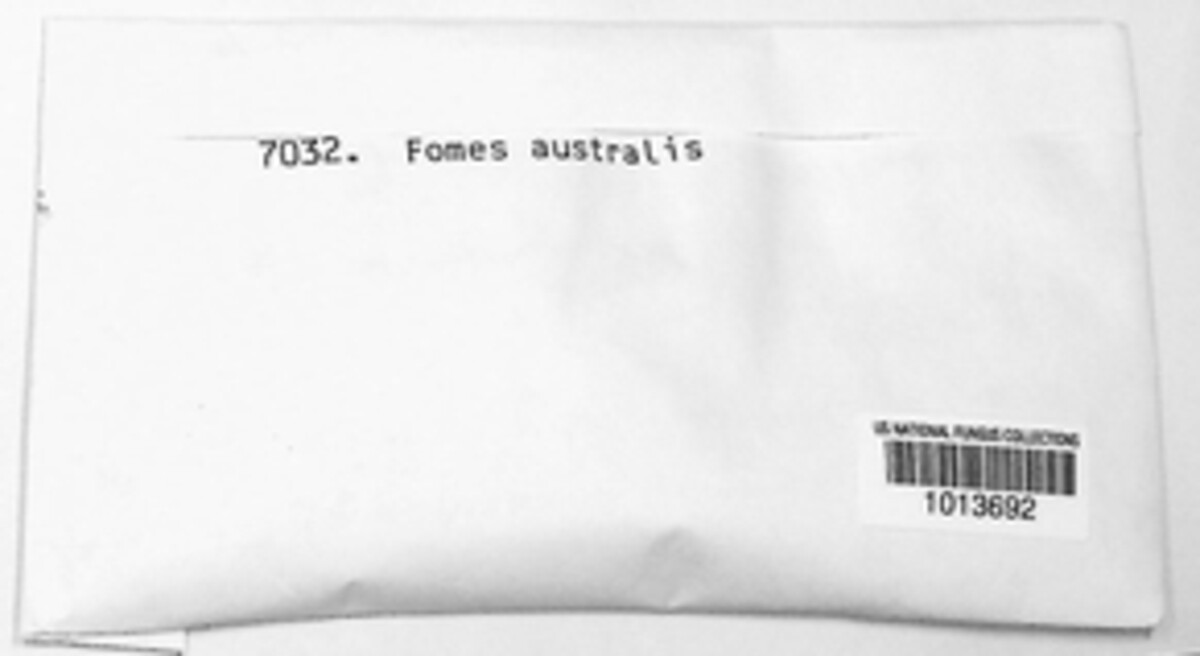 7032. Fomes australis
US NATIONAL FUNGUS COLLECTIONS
1013692